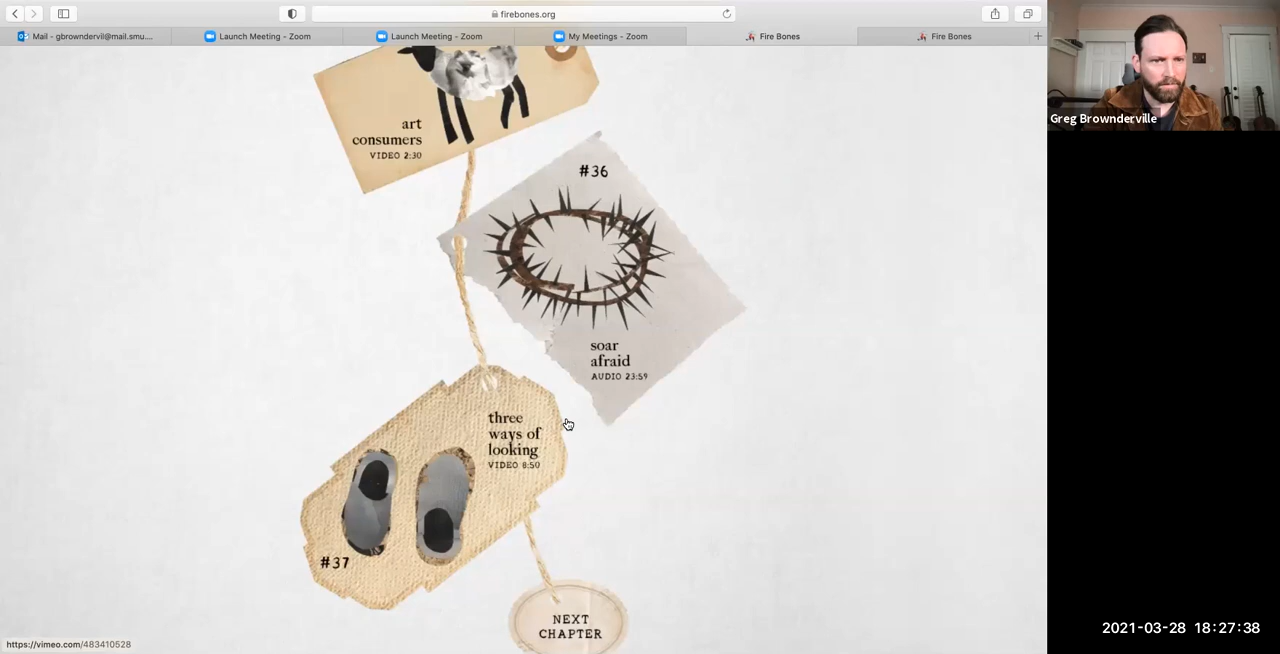 firebones.org
Mail - gbrowndervil@mail.smu....
Launch Meeting - Zoom
Launch Meeting - Zoom
My Meetings - Zoom
Fire Bones
Fire Bones
Greg Brownderville
art
consumers
VIDEO 2:30
#36
soar
afraid
AUDIO 23:59
three
ways of
looking
VIDEO 8:50
#37
NEXT
CHAPTER
https://vimeo.com/483410528
2021-03-28 18:27:38